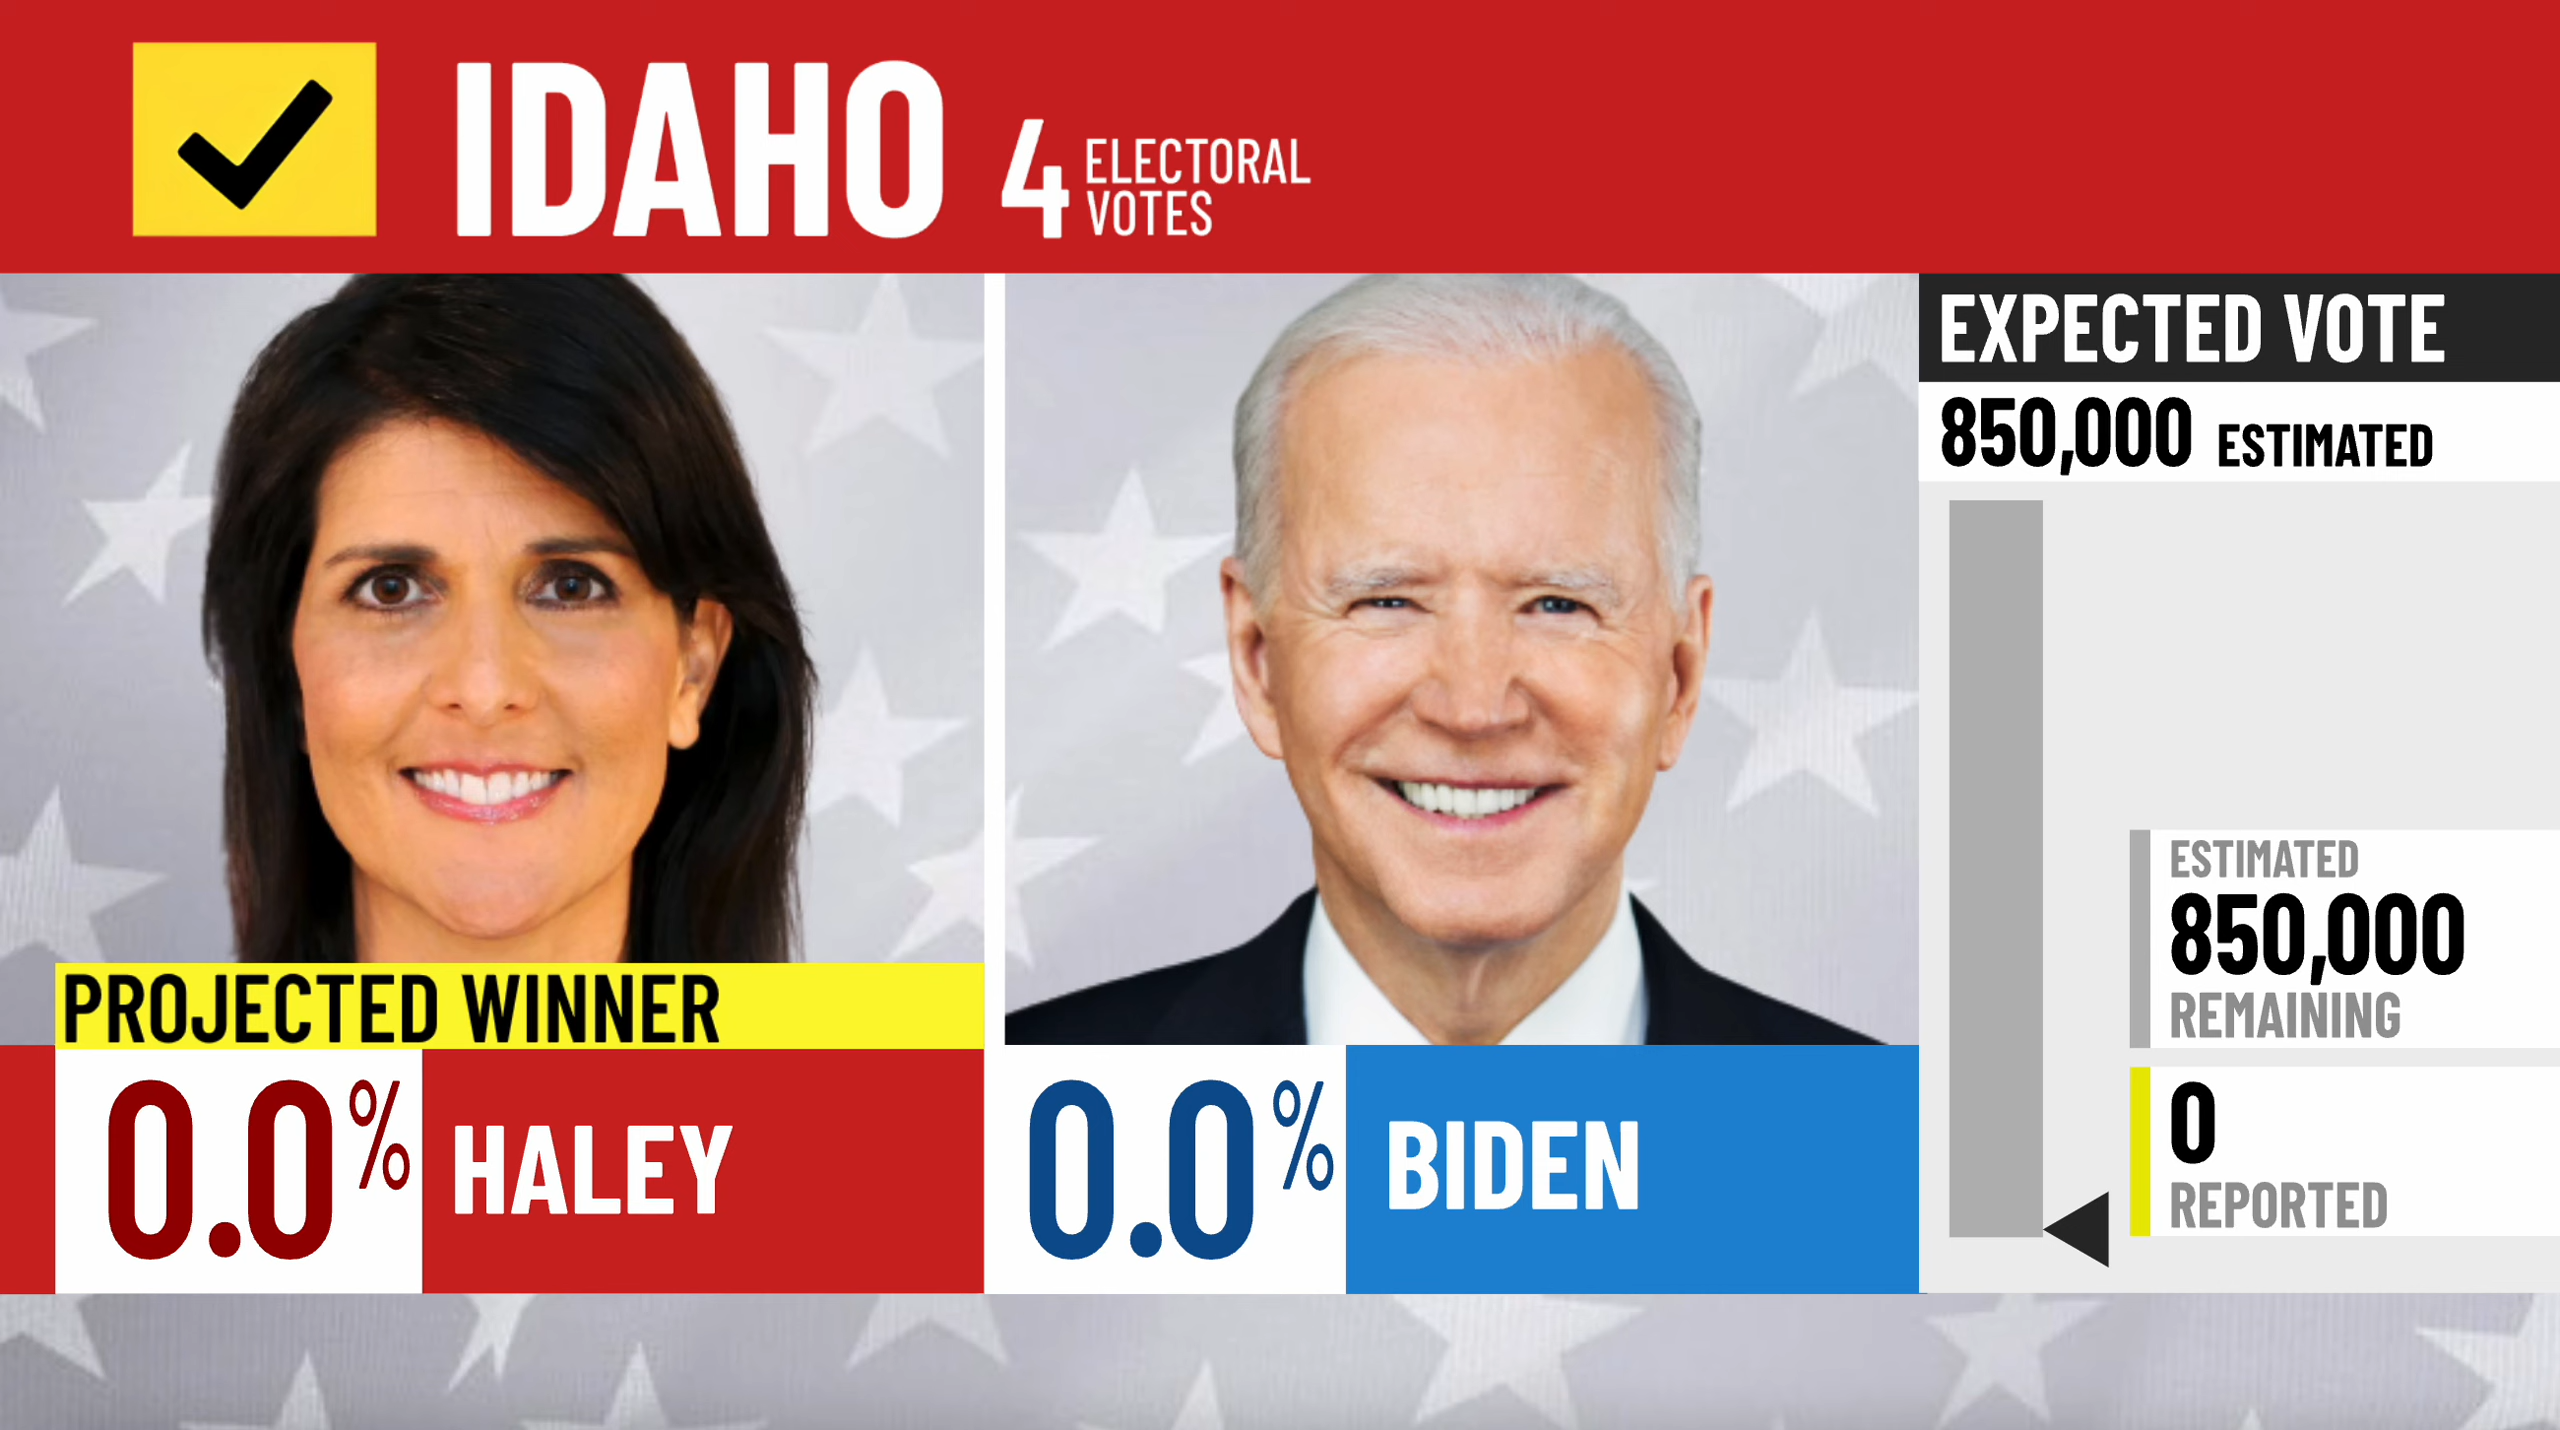 IDAHO 4 ELECTORAL
VOTES
EXPECTED VOTE
850,000 ESTIMATED
ESTIMATED
850,000
REMAINING
0
REPORTED
PROJECTED WINNER
0.0% HALEY
0.0% BIDEN